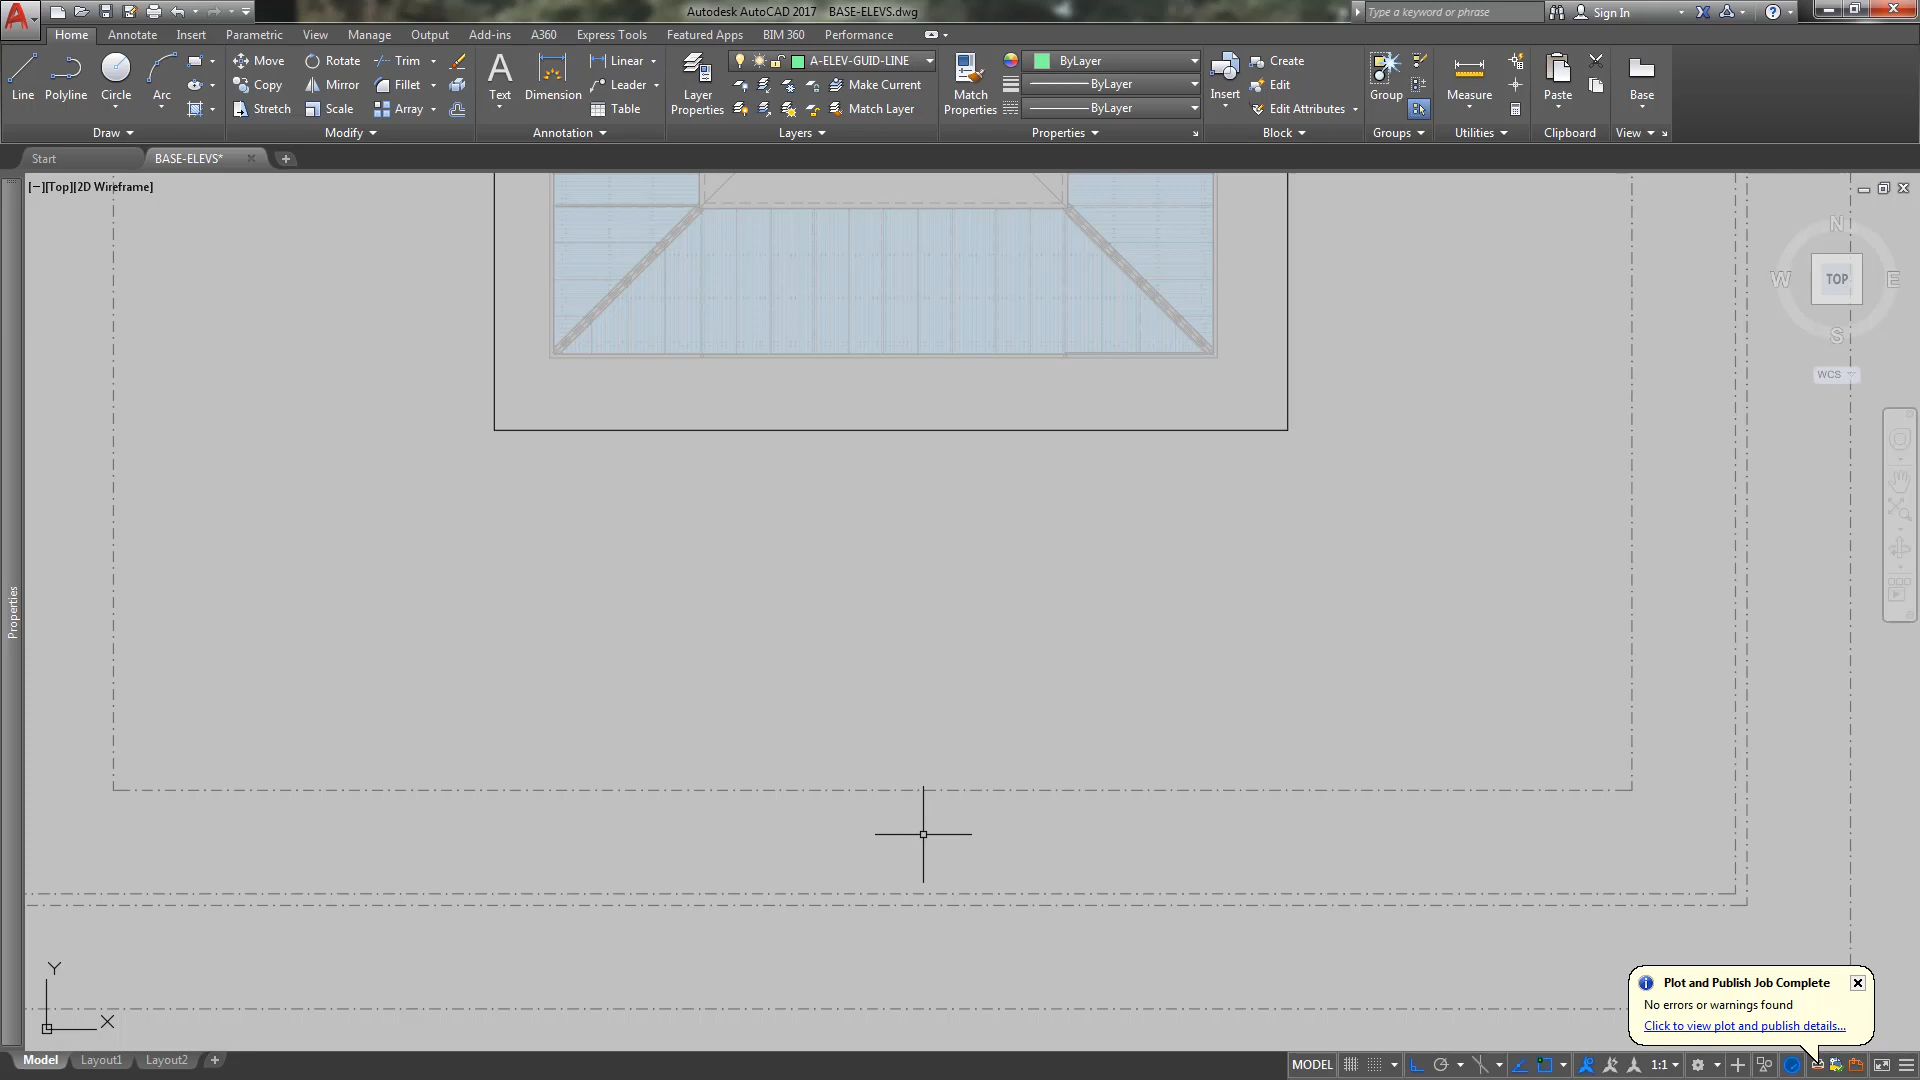 Autodesk AutoCAD 2017 BASE-ELEVS.dwg
Type a keyword or phrase
Sign In
Home Annotate Insert Parametric View Manage Output Add-ins A360 Express Tools Featured Apps BIM 360 Performance
Line
Polyline
Circle
Arc
Draw
Move
Rotate
Trim
Copy
Mirror
Fillet
Stretch
Scale
Array
Modify
Text
Dimension
Linear
Leader
Table
Annotation
Layer
Properties
A-ELEV-GUID-LINE
Make Current
Match Layer
Layers
Match
Properties
ByLayer
ByLayer
ByLayer
Properties
Insert
Create
Edit
Edit Attributes
Block
Group
Groups
Measure
Utilities
Paste
Clipboard
Base
View
Start
BASE-ELEVS*
[−][Top][2D Wireframe]
N
W
TOP
E
S
WCS
Properties
Y
X
Plot and Publish Job Complete
No errors or warnings found
Click to view plot and publish details...
Model Layout1 Layout2
MODEL
1:1